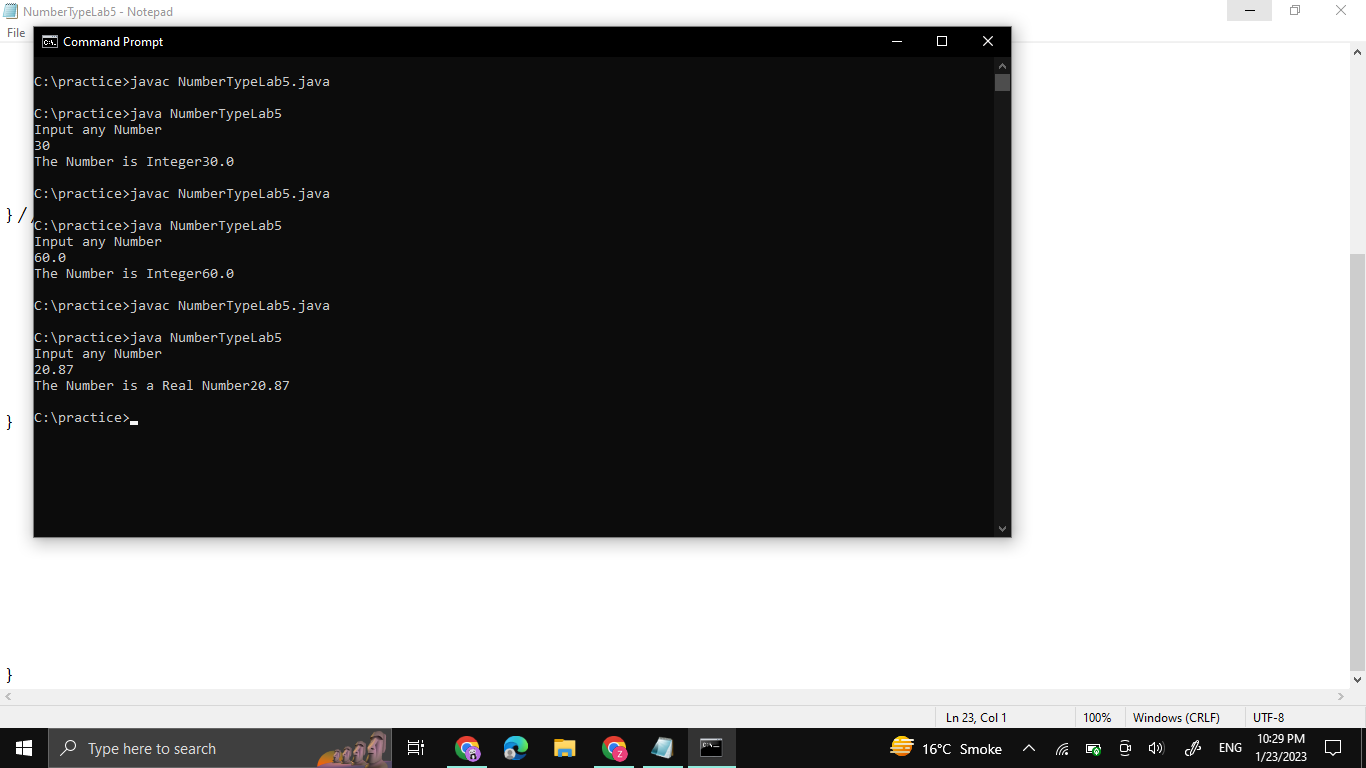 NumberTypeLab5 - Notepad
File
Command Prompt
C:\practice>javac NumberTypeLab5.java
C:\practice>java NumberTypeLab5
Input any Number
30
The Number is Integer30.0
C:\practice>javac NumberTypeLab5.java
}//
C:\practice>java NumberTypeLab5
Input any Number
60.0
The Number is Integer60.0
C:\practice>javac NumberTypeLab5.java
C:\practice>java NumberTypeLab5
Input any Number
20.87
The Number is a Real Number20.87
C:\practice>
}
}
Ln 23, Col 1
100%
Windows (CRLF)
UTF-8
Type here to search
16°C Smoke
ENG
10:29 PM
1/23/2023